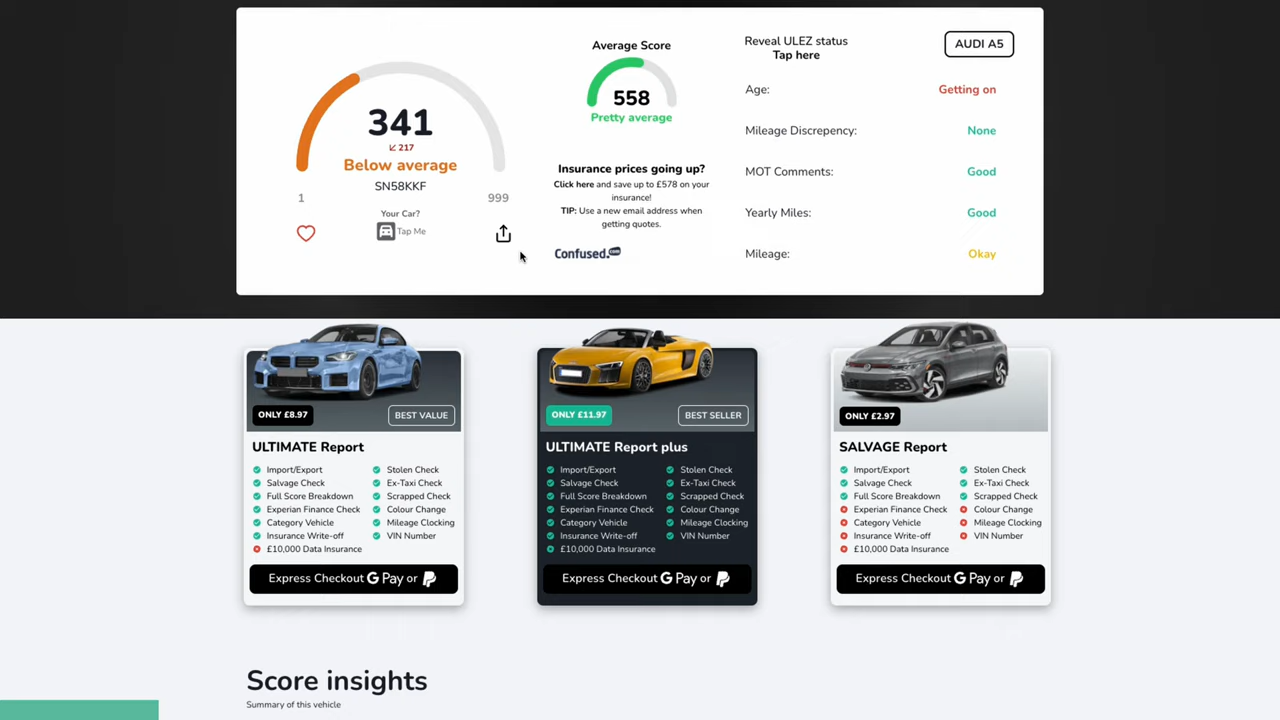 341
217
Below average
SN58KKF
1
999
Your Car?
Tap Me
Average Score
558
Pretty average
Insurance prices going up?
Click here and save up to £578 on your
insurance!
TIP: Use a new email address when
getting quotes.
Confused.com
Reveal ULEZ status
Tap here
AUDI A5
Age: Getting on
Mileage Discrepency: None
MOT Comments: Good
Yearly Miles: Good
Mileage: Okay
ONLY £8.97
BEST VALUE
ULTIMATE Report
Import/Export Stolen Check
Salvage Check Ex-Taxi Check
Full Score Breakdown Scrapped Check
Experian Finance Check Colour Change
Category Vehicle Mileage Clocking
Insurance Write-off VIN Number
£10,000 Data Insurance
Express Checkout G Pay or
ONLY £11.97
BEST SELLER
ULTIMATE Report plus
Import/Export Stolen Check
Salvage Check Ex-Taxi Check
Full Score Breakdown Scrapped Check
Experian Finance Check Colour Change
Category Vehicle Mileage Clocking
Insurance Write-off VIN Number
£10,000 Data Insurance
Express Checkout G Pay or
ONLY £2.97
SALVAGE Report
Import/Export Stolen Check
Salvage Check Ex-Taxi Check
Full Score Breakdown Scrapped Check
Experian Finance Check Colour Change
Category Vehicle Mileage Clocking
Insurance Write-off VIN Number
£10,000 Data Insurance
Express Checkout G Pay or
Score insights
Summary of this vehicle